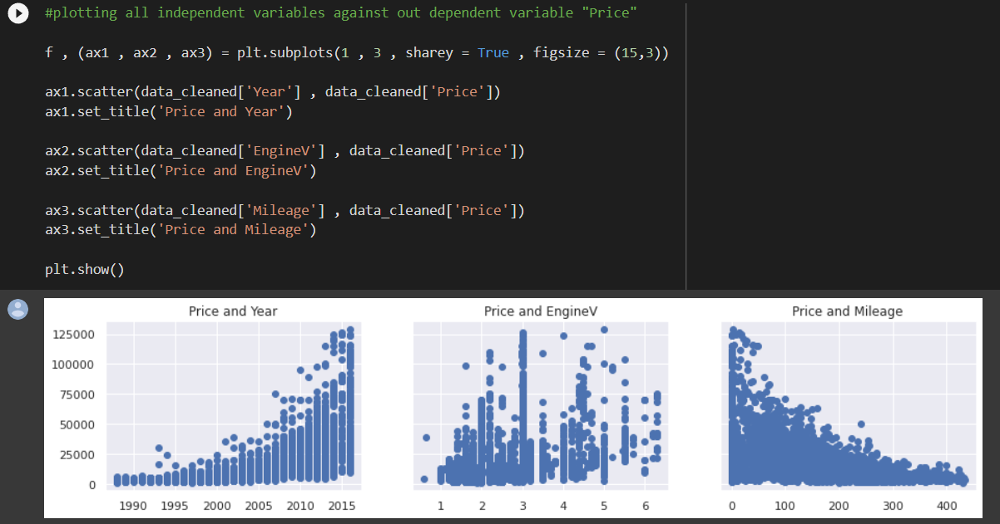 #plotting all independent variables against out dependent variable "Price"
f , (ax1 , ax2 , ax3) = plt.subplots(1 , 3 , sharey = True , figsize = (15,3))
ax1.scatter(data_cleaned['Year'] , data_cleaned['Price'])
ax1.set_title('Price and Year')
ax2.scatter(data_cleaned['EngineV'] , data_cleaned['Price'])
ax2.set_title('Price and EngineV')
ax3.scatter(data_cleaned['Mileage'] , data_cleaned['Price'])
ax3.set_title('Price and Mileage')
plt.show()
Price and Year
125000
100000
75000
50000
25000
0
1990 1995 2000 2005 2010 2015
Price and EngineV
1 2 3 4 5 6
Price and Mileage
0 100 200 300 400